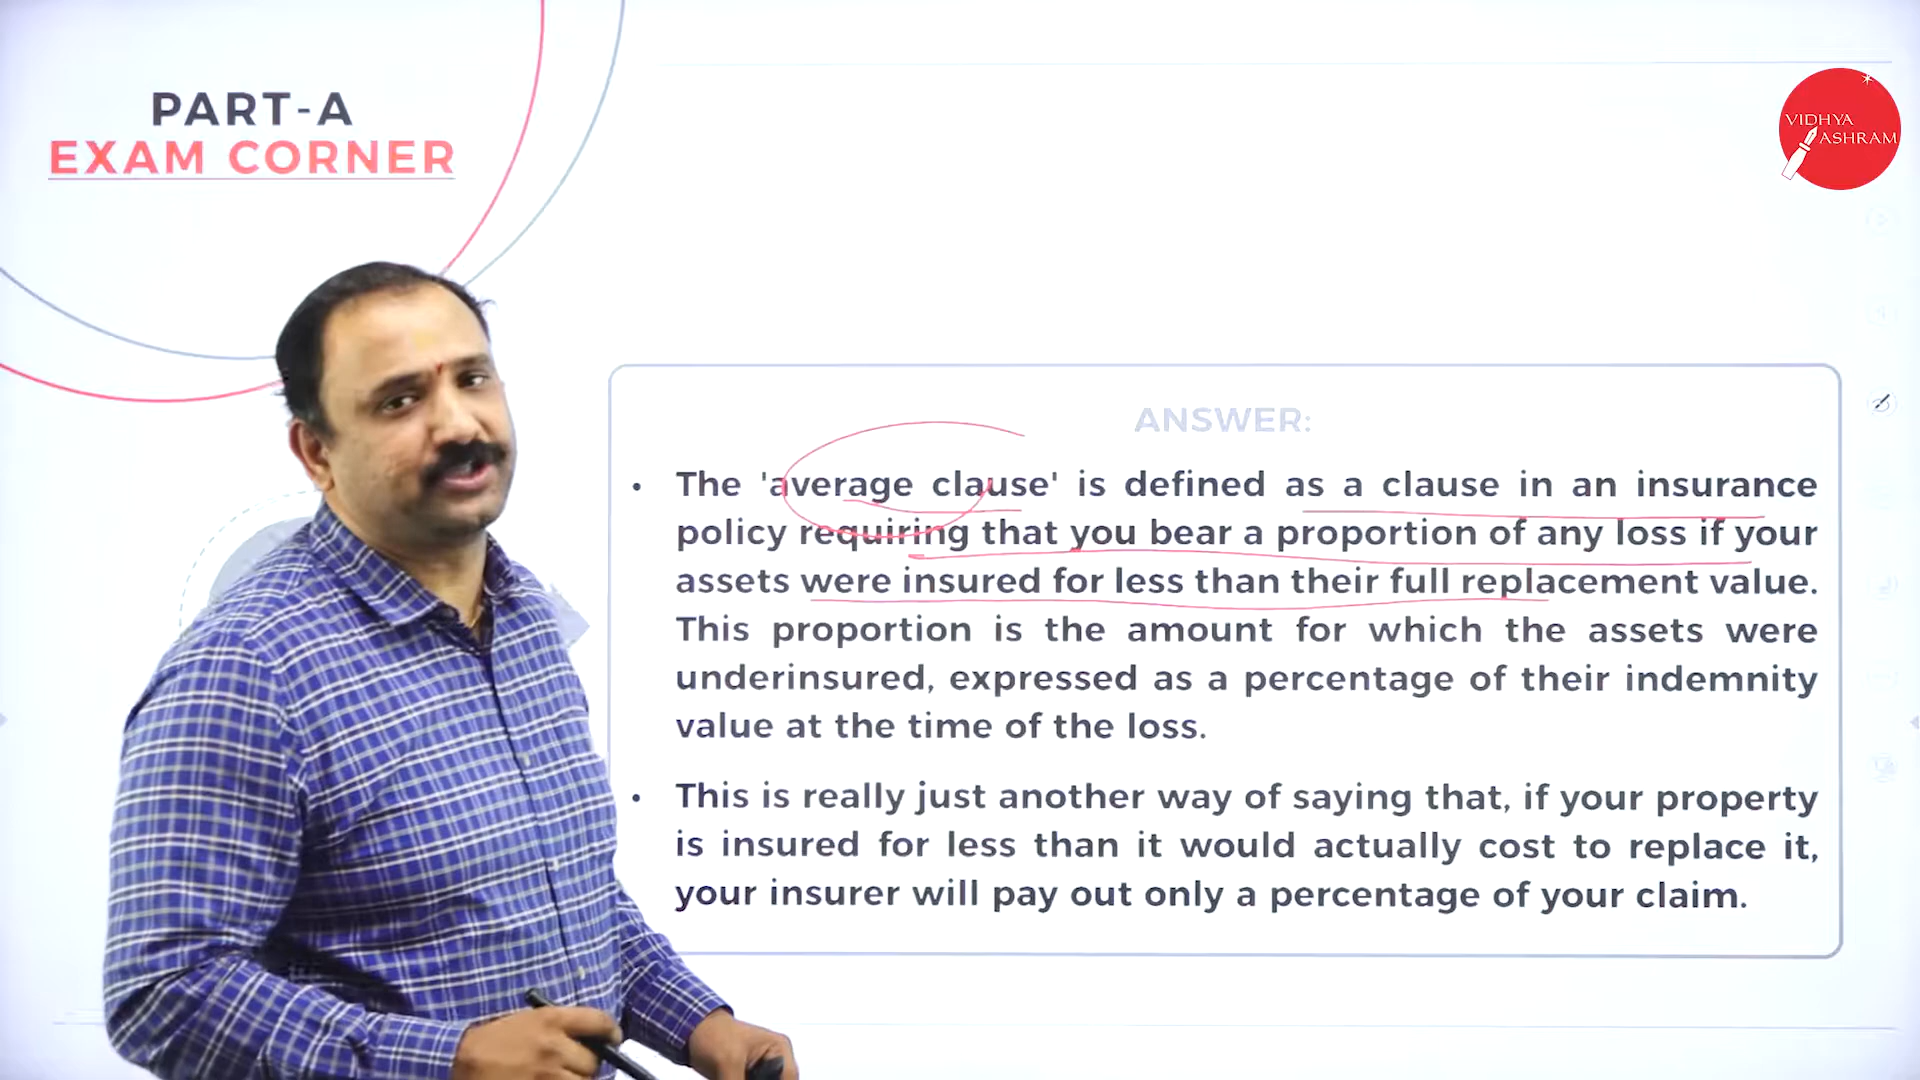 PART-A
EXAM CORNER
VIDHYA
ASHRAM
ANSWER:
• The 'average clause' is defined as a clause in an insurance
policy requiring that you bear a proportion of any loss if your
assets were insured for less than their full replacement value.
This proportion is the amount for which the assets were
underinsured, expressed as a percentage of their indemnity
value at the time of the loss.
• This is really just another way of saying that, if your property
is insured for less than it would actually cost to replace it,
your insurer will pay out only a percentage of your claim.